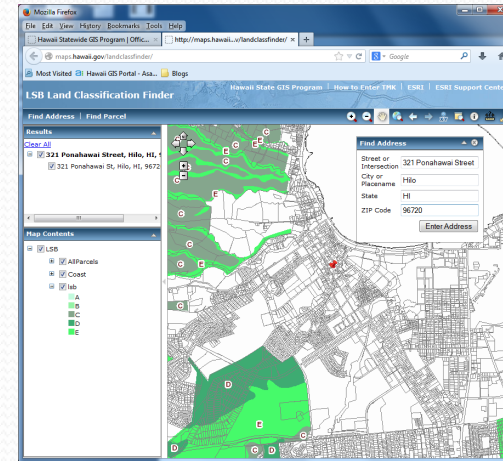 Mozilla Firefox
File Edit View History Bookmarks Tools Help
Hawaii Statewide GIS Program | Offic... × http://maps.hawaii...v/landclassfinder/ × +
maps.hawaii.gov/landclassfinder/ Google
Most Visited Hawaii GIS Portal - Asa... Blogs
Hawaii State GIS Program | How to Enter TMK | ESRI | ESRI Support Cente
LSB Land Classification Finder
Find Address | Find Parcel
Results
Clear All
321 Ponahawai Street, Hilo, HI,
321 Ponahawai St, Hilo, HI, 9672
Map Contents
LSB
AllParcels
Coast
lsb
A
B
C
D
E
Find Address
Street or Intersection 321 Ponahawai Street
City or Placename Hilo
State HI
ZIP Code 96720
Enter Address
C
E
E
C
E
C
C
E
C
C
E
C
D
E
C
D
C
D